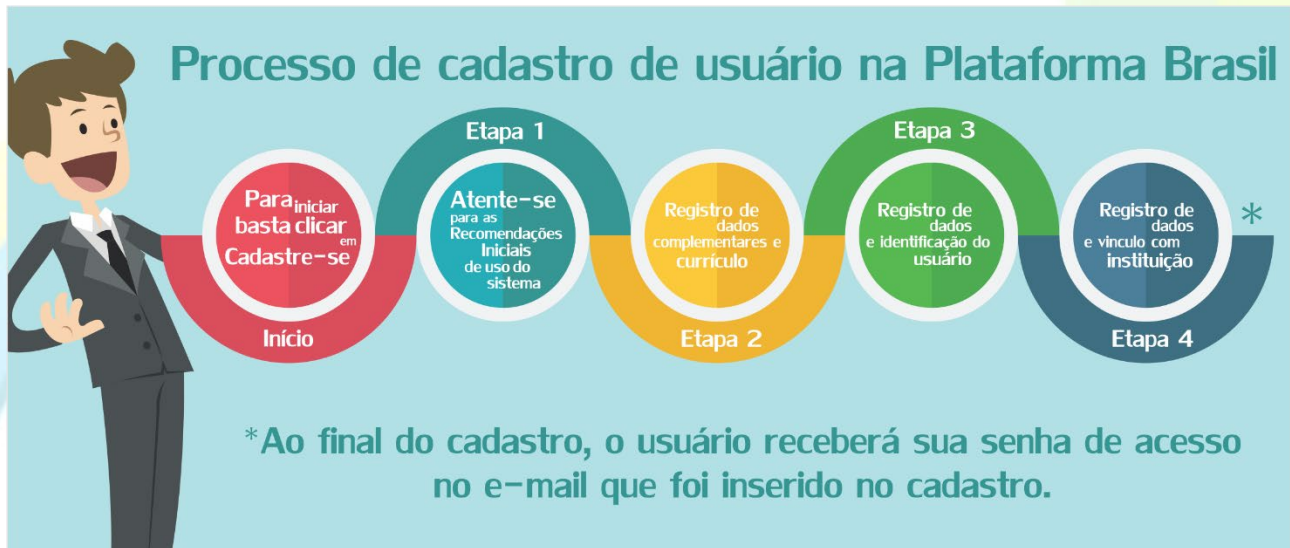 Processo de cadastro de usuário na Plataforma Brasil
Para iniciar
basta clicar
em
Cadastre-se
Início
Etapa 1
Atente-se
para as
Recomendações
Iniciais
de uso do
sistema
Registro de
dados
complementares e
currículo
Etapa 2
Etapa 3
Registro de
dados
e identificação do
usuário
Registro de
dados
e vinculo com
instituição
*
Etapa 4
*Ao final do cadastro, o usuário receberá sua senha de acesso
no e-mail que foi inserido no cadastro.